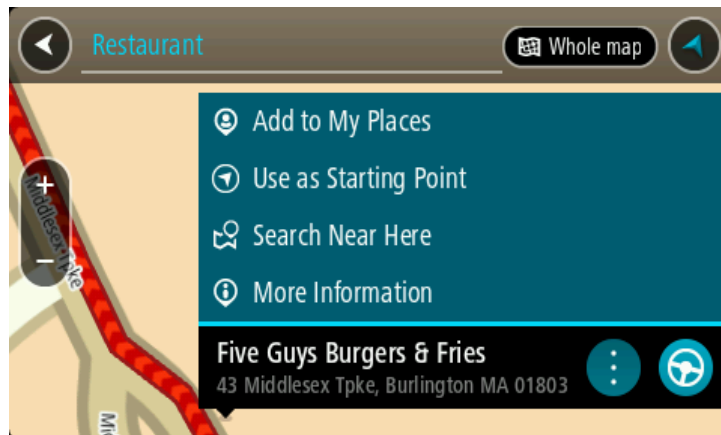 Restaurant
Whole map
Add to My Places
Use as Starting Point
Search Near Here
More Information
Five Guys Burgers & Fries
43 Middlesex Tpke, Burlington MA 01803
+
Middlesex Tpke
–
Mi